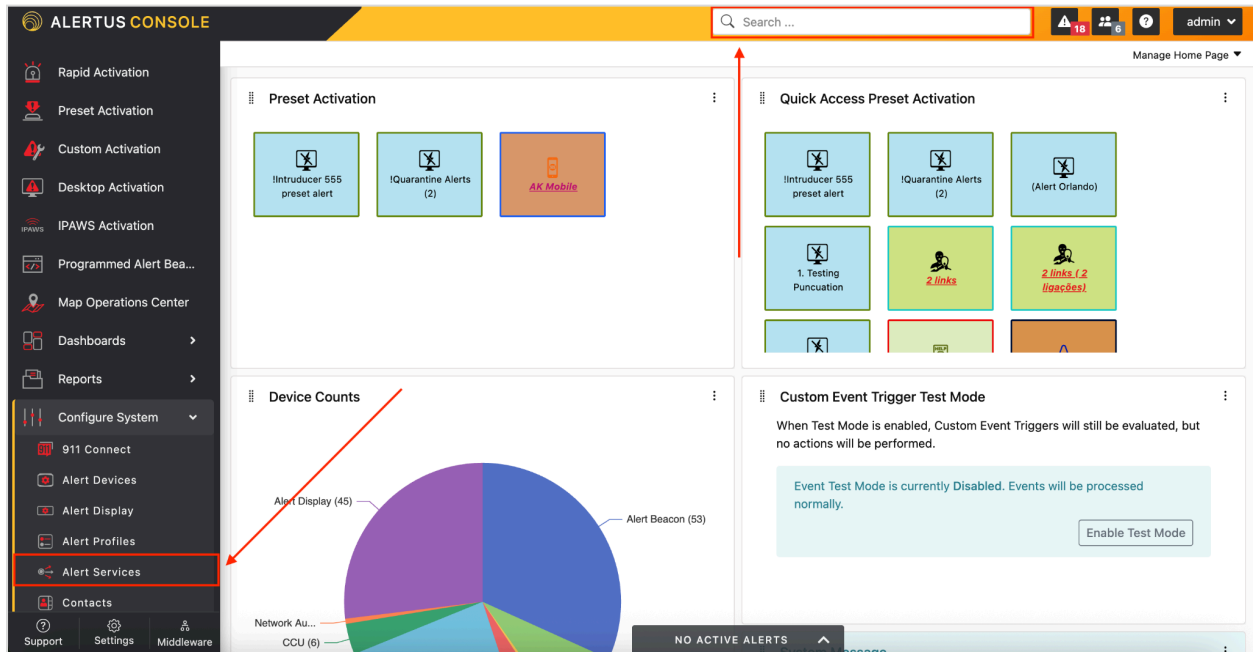 ALERTUS CONSOLE
Search ...
18
6
?
admin
Manage Home Page
Rapid Activation
Preset Activation
Custom Activation
Desktop Activation
IPAWS
IPAWS Activation
Programmed Alert Bea...
Map Operations Center
Dashboards
Reports
Configure System
911 Connect
Alert Devices
Alert Display
Alert Profiles
Alert Services
Contacts
Support
Settings
Middleware
Preset Activation
!Intruducer 555
preset alert
!Quarantine Alerts
(2)
AK Mobile
Quick Access Preset Activation
!Intruducer 555
preset alert
!Quarantine Alerts
(2)
(Alert Orlando)
1. Testing
Puncuation
2 links
2 links ( 2
ligações)
HELP
Device Counts
Alert Display (45)
Alert Beacon (53)
Network Au...
CCU (6)
Custom Event Trigger Test Mode
When Test Mode is enabled, Custom Event Triggers will still be evaluated, but
no actions will be performed.
Event Test Mode is currently Disabled. Events will be processed
normally.
Enable Test Mode
NO ACTIVE ALERTS
System Message